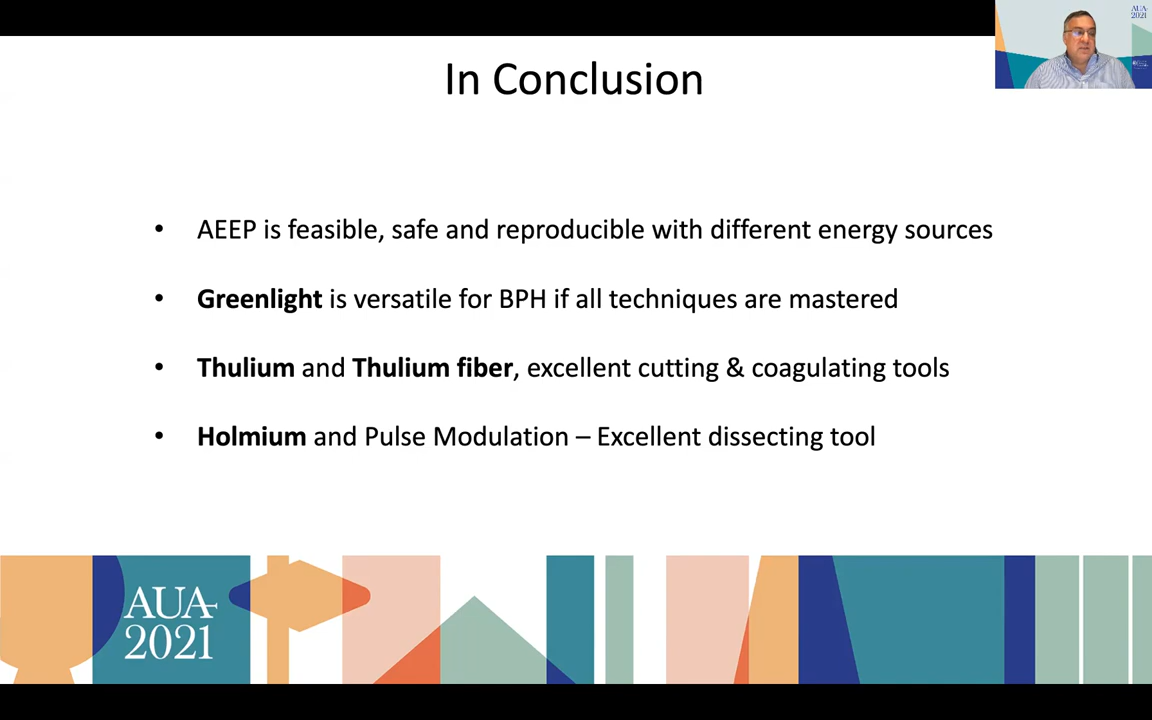 In Conclusion
AUA
2021
• AEEP is feasible, safe and reproducible with different energy sources
• Greenlight is versatile for BPH if all techniques are mastered
• Thulium and Thulium fiber, excellent cutting & coagulating tools
• Holmium and Pulse Modulation – Excellent dissecting tool
AUA
2021